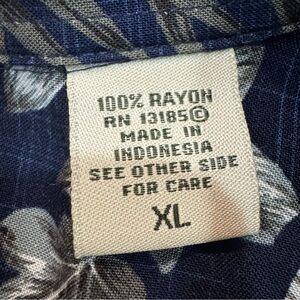 100% RAYON
RN 13185©
MADE IN
INDONESIA
SEE OTHER SIDE
FOR CARE
XL